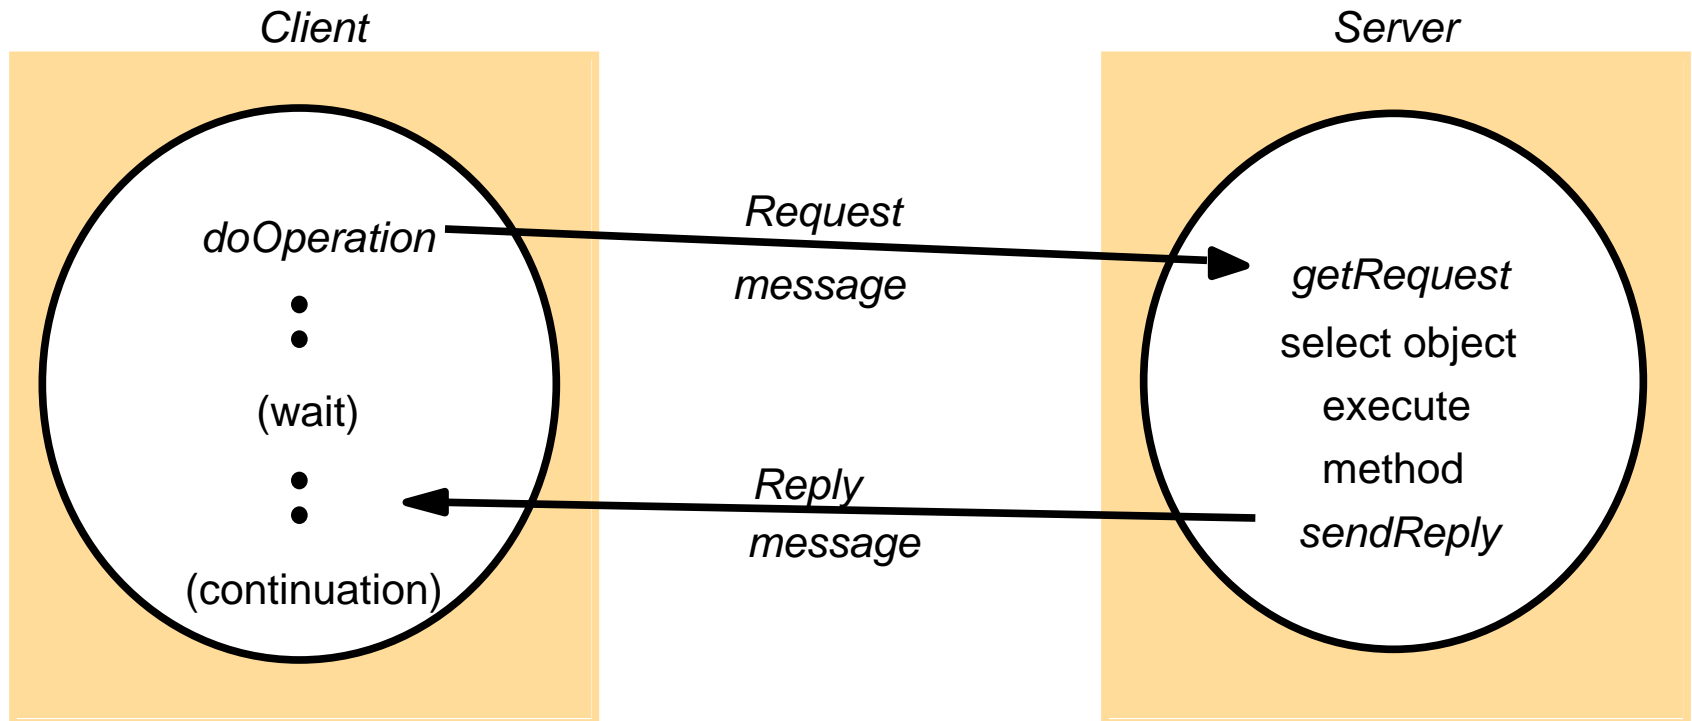 Client
Server
doOperation
(wait)
(continuation)
Request
message
Reply
message
getRequest
select object
execute
method
sendReply